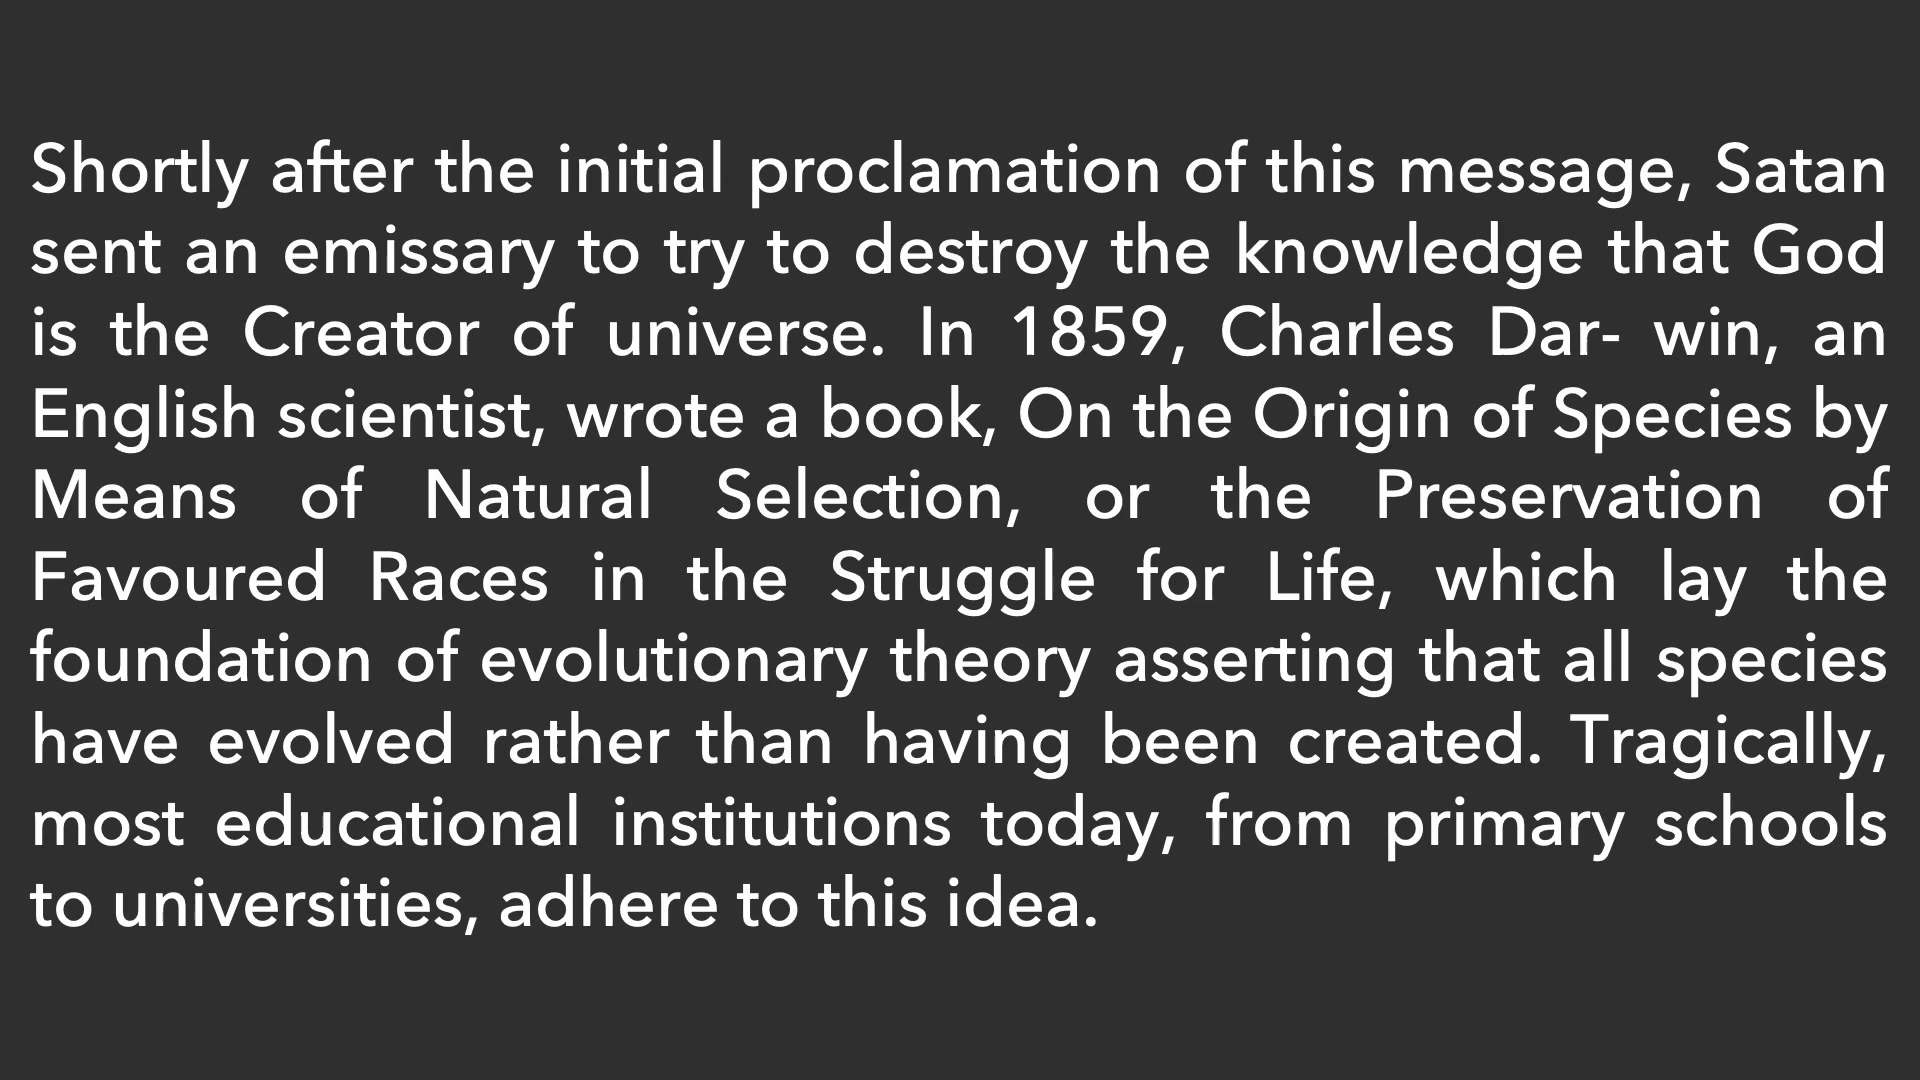 Shortly after the initial proclamation of this message, Satan
sent an emissary to try to destroy the knowledge that God
is the Creator of universe. In 1859, Charles Dar- win, an
English scientist, wrote a book, On the Origin of Species by
Means of Natural Selection, or the Preservation of
Favoured Races in the Struggle for Life, which lay the
foundation of evolutionary theory asserting that all species
have evolved rather than having been created. Tragically,
most educational institutions today, from primary schools
to universities, adhere to this idea.